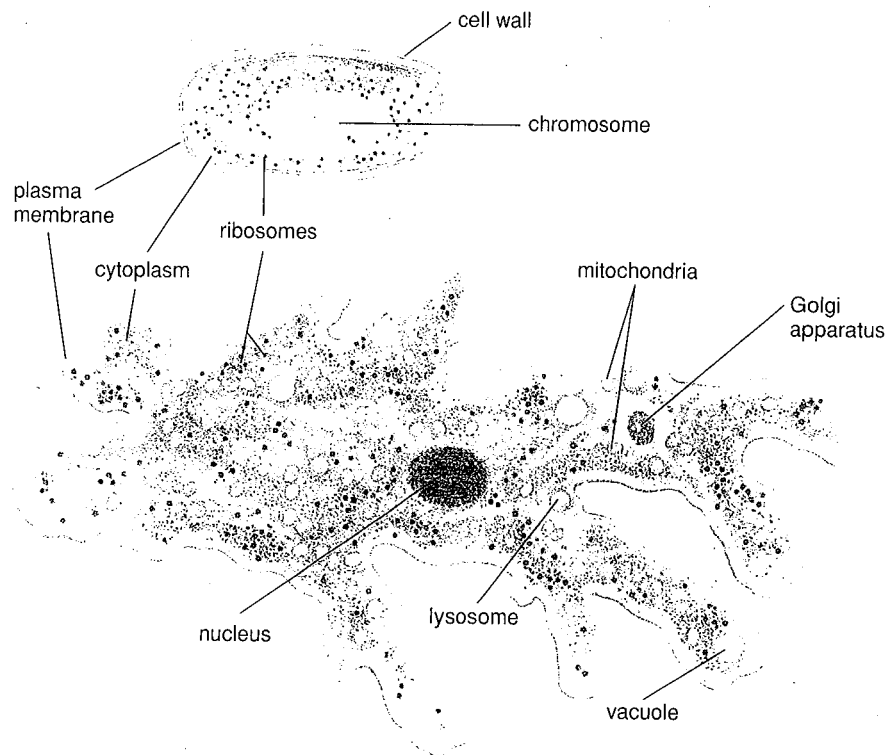 cell wall
chromosome
plasma
membrane
ribosomes
cytoplasm
mitochondria
Golgi
apparatus
nucleus
lysosome
vacuole